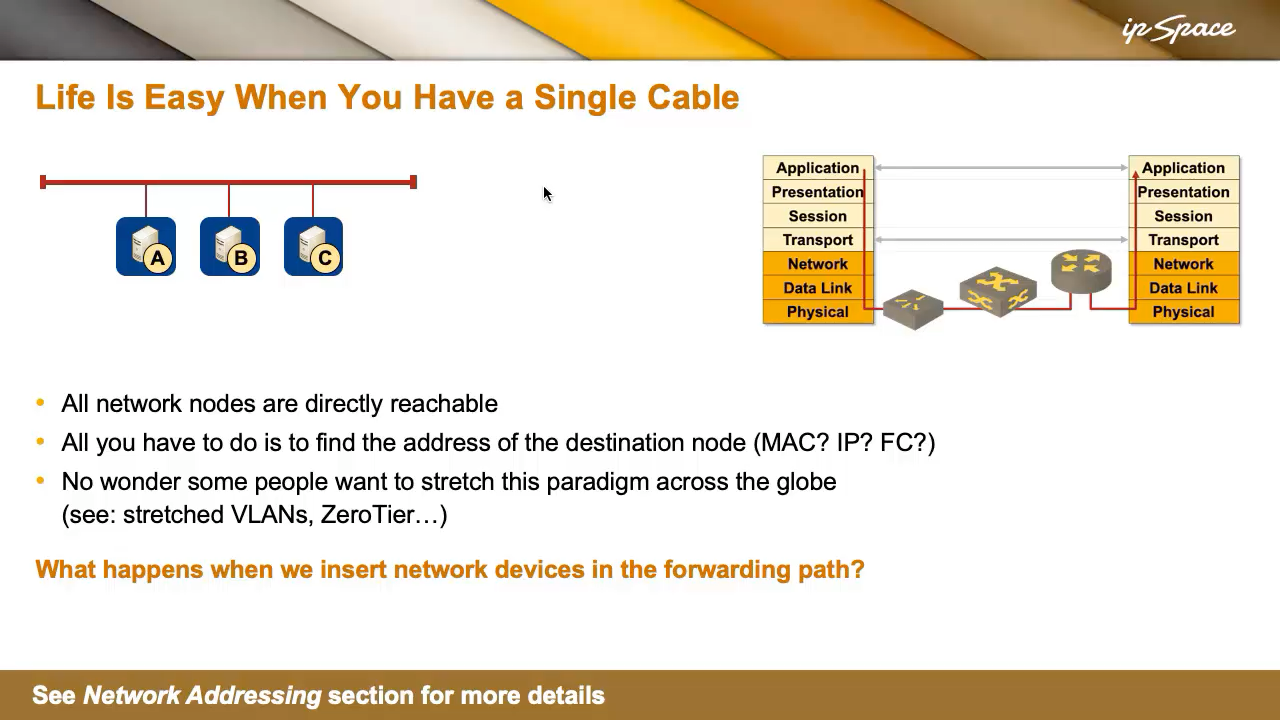 ip Space
Life Is Easy When You Have a Single Cable
A
B
C
Application
Presentation
Session
Transport
Network
Data Link
Physical
Application
Presentation
Session
Transport
Network
Data Link
Physical
• All network nodes are directly reachable
• All you have to do is to find the address of the destination node (MAC? IP? FC?)
• No wonder some people want to stretch this paradigm across the globe
(see: stretched VLANs, ZeroTier…)
What happens when we insert network devices in the forwarding path?
See Network Addressing section for more details